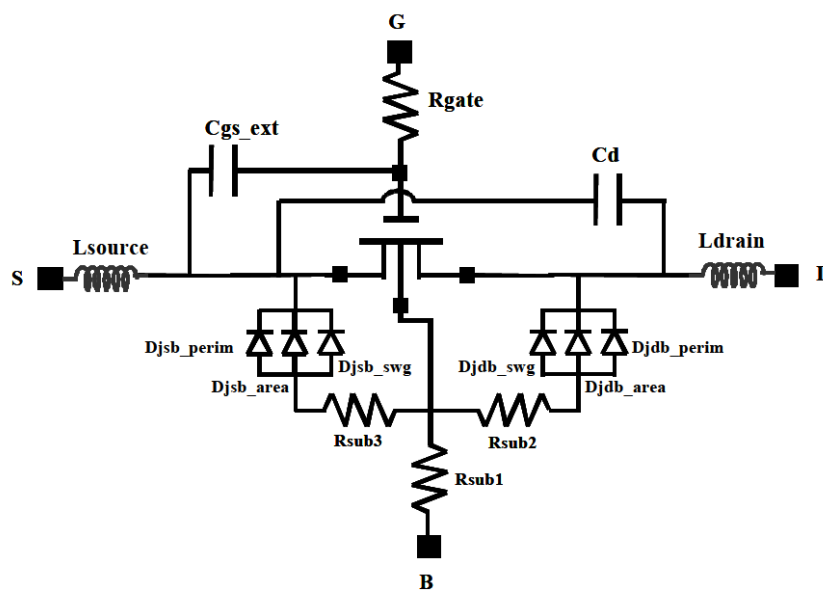 G
Rgate
Cgs_ext
Cd
Lsource
Ldrain
S
Djsb_perim
Djsb_swg
Djdb_swg
Djdb_perim
Djsb_area
Djdb_area
Rsub3
Rsub2
Rsub1
B